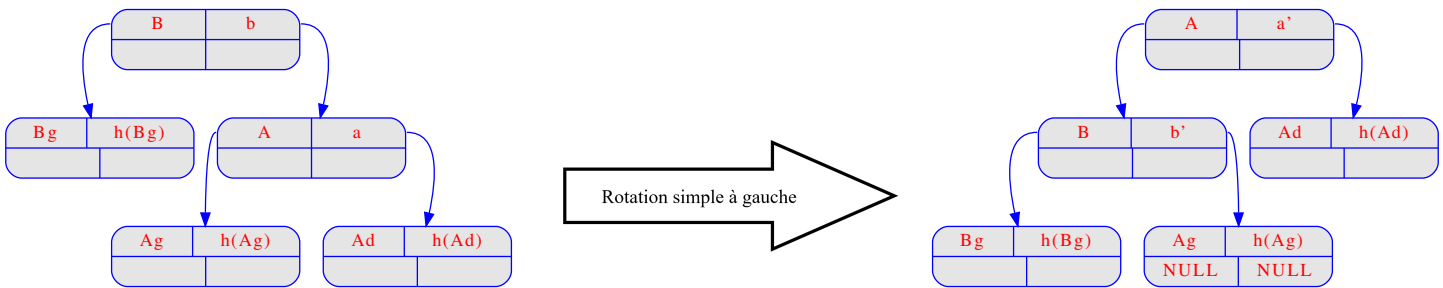 B b
A a’
Bg h(Bg)
A a
B b’
Ad h(Ad)
Rotation simple à gauche
Ag h(Ag)
Ad h(Ad)
Bg h(Bg)
Ag h(Ag)
NULL NULL